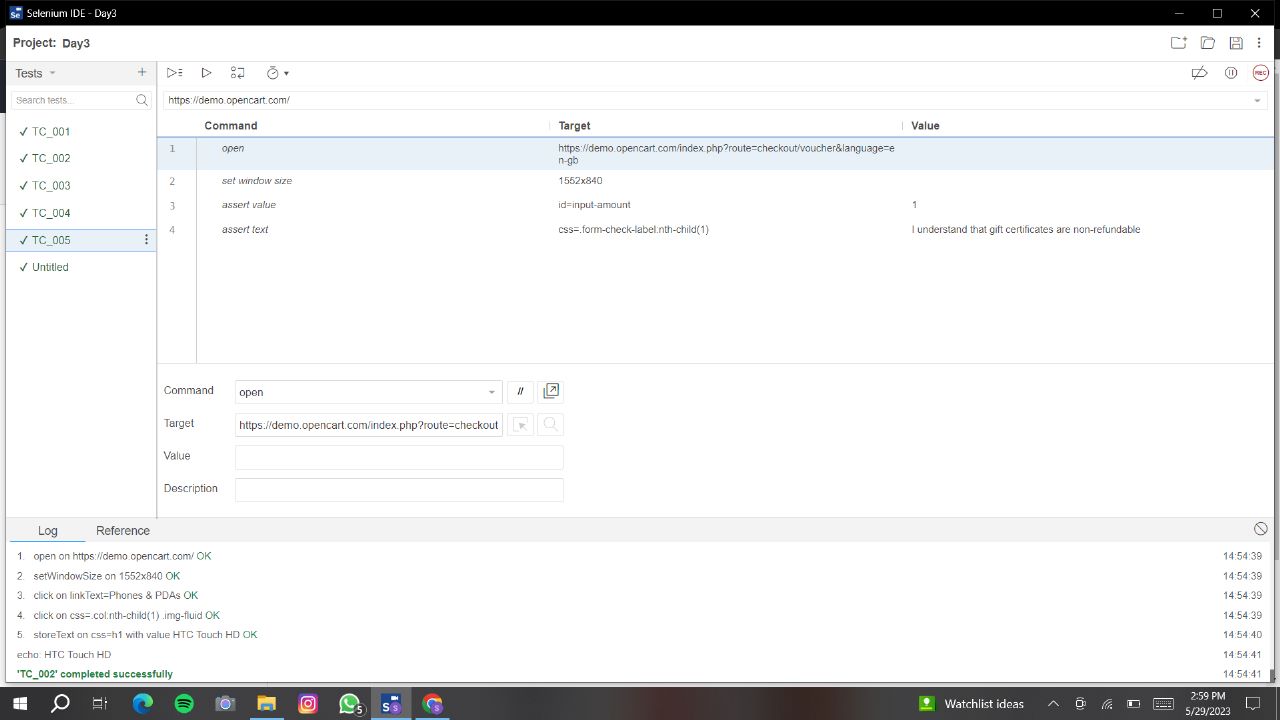 Selenium IDE - Day3
Project: Day3
Tests
Search tests...
TC_001
TC_002
TC_003
TC_004
TC_005
Untitled
REC
https://demo.opencart.com/
Command Target Value
1 open https://demo.opencart.com/index.php?route=checkout/voucher&language=e
n-gb
2 set window size 1552x840
3 assert value id=input-amount 1
4 assert text css=.form-check-label:nth-child(1) I understand that gift certificates are non-refundable
Command open //
Target https://demo.opencart.com/index.php?route=checkout
Value
Description
Log Reference
1. open on https://demo.opencart.com/ OK 14:54:39
2. setWindowSize on 1552x840 OK 14:54:39
3. click on linkText=Phones & PDAs OK 14:54:39
4. click on css=.col:nth-child(1) .img-fluid OK 14:54:39
5. storeText on css=h1 with value HTC Touch HD OK 14:54:40
echo: HTC Touch HD 14:54:41
'TC_002' completed successfully 14:54:41
5
Watchlist ideas
2:59 PM
5/29/2023